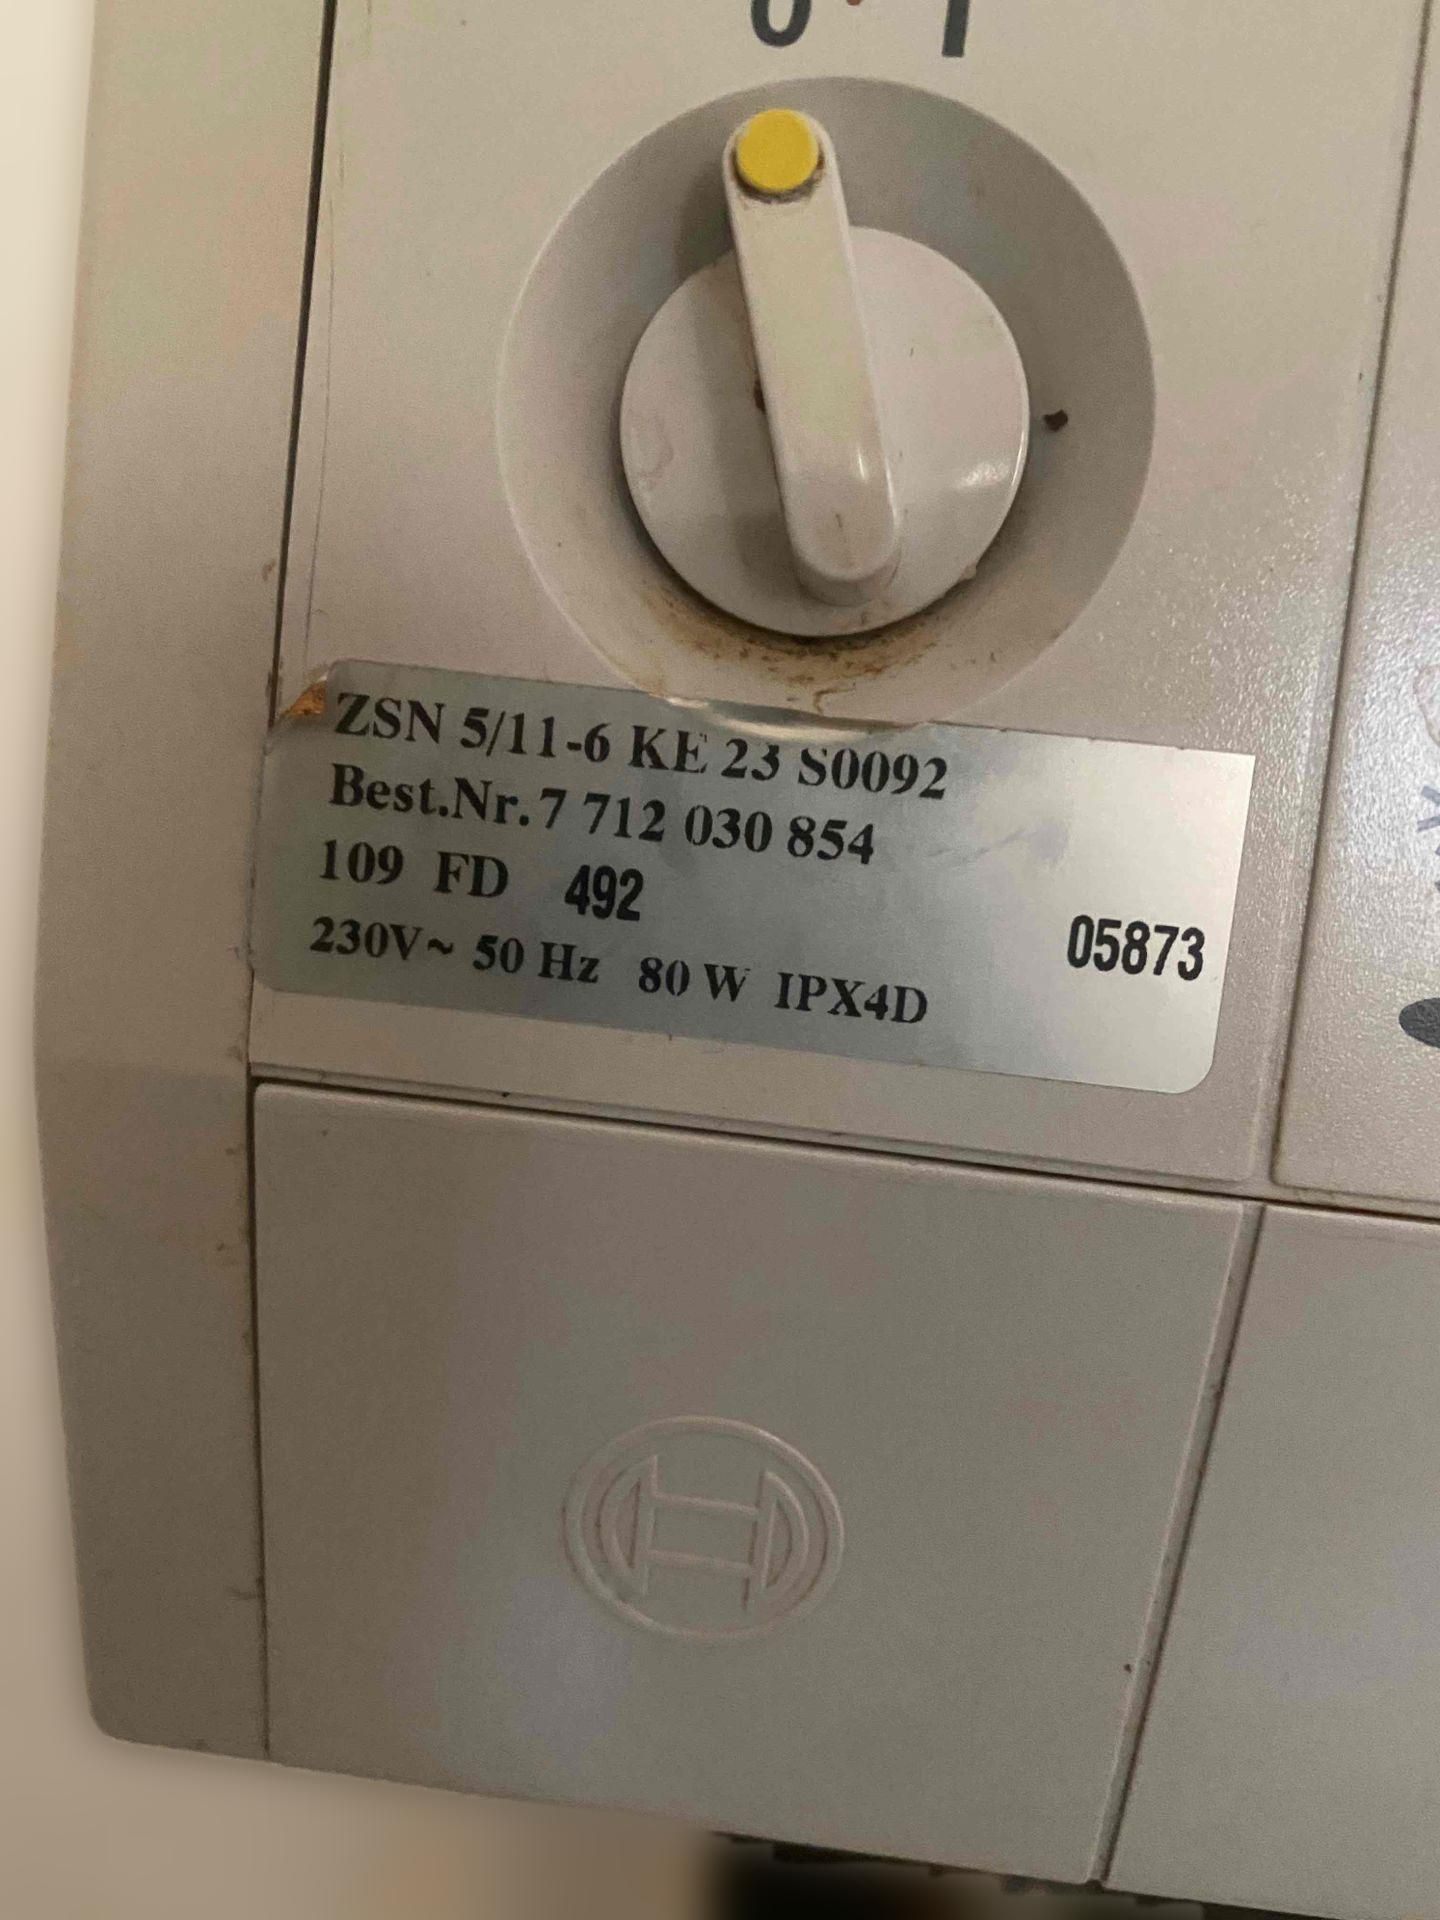 0 I
ZSN 5/11-6 KE 23 S0092
Best.Nr. 7 712 030 854
109 FD 492 05873
230V~ 50 Hz 80 W IPX4D